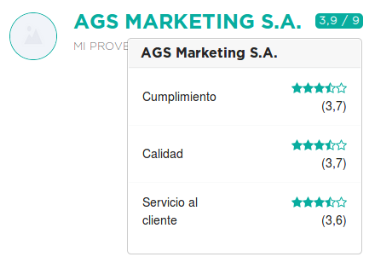 AGS MARKETING S.A. 3,9 / 9
MI PROVE
AGS Marketing S.A.
Cumplimiento
(3,7)
Calidad
(3,7)
Servicio al
cliente
(3,6)